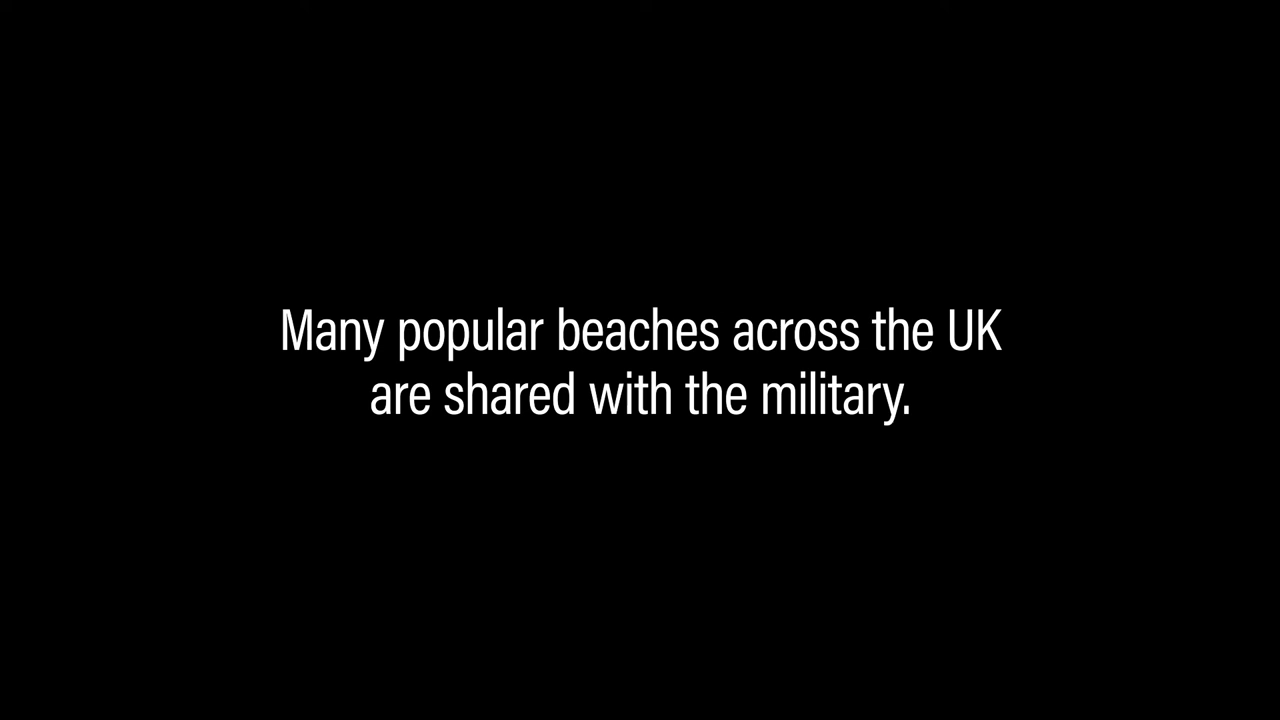 Many popular beaches across the UK
are shared with the military.